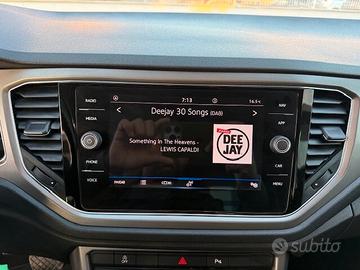 RADIO
MEDIA
PHONE
VOICE
7:13
16.5°C
Deejay 30 Songs (DAB)
Something In The Heavens -
LEWIS CAPALDI
DEE
JAY
NAV
APP
CAR
MENU
subito